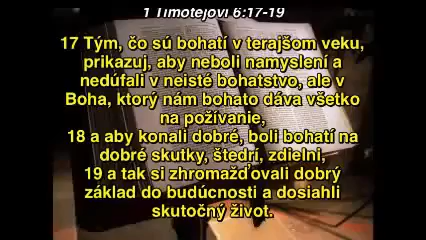 1 Timotejovi 6:17-19
17 Tým, čo sú bohatí v terajšom veku,
prikazuj, aby neboli namyslení a
nedúfali v neisté bohatstvo, ale v
Boha, ktorý nám bohato dáva všetko
na požívanie,
18 a aby konali dobré, boli bohatí na
dobré skutky, štedrí, zdielni,
19 a tak si zhromažďovali dobrý
základ do budúcnosti a dosiahli
skutočný život.